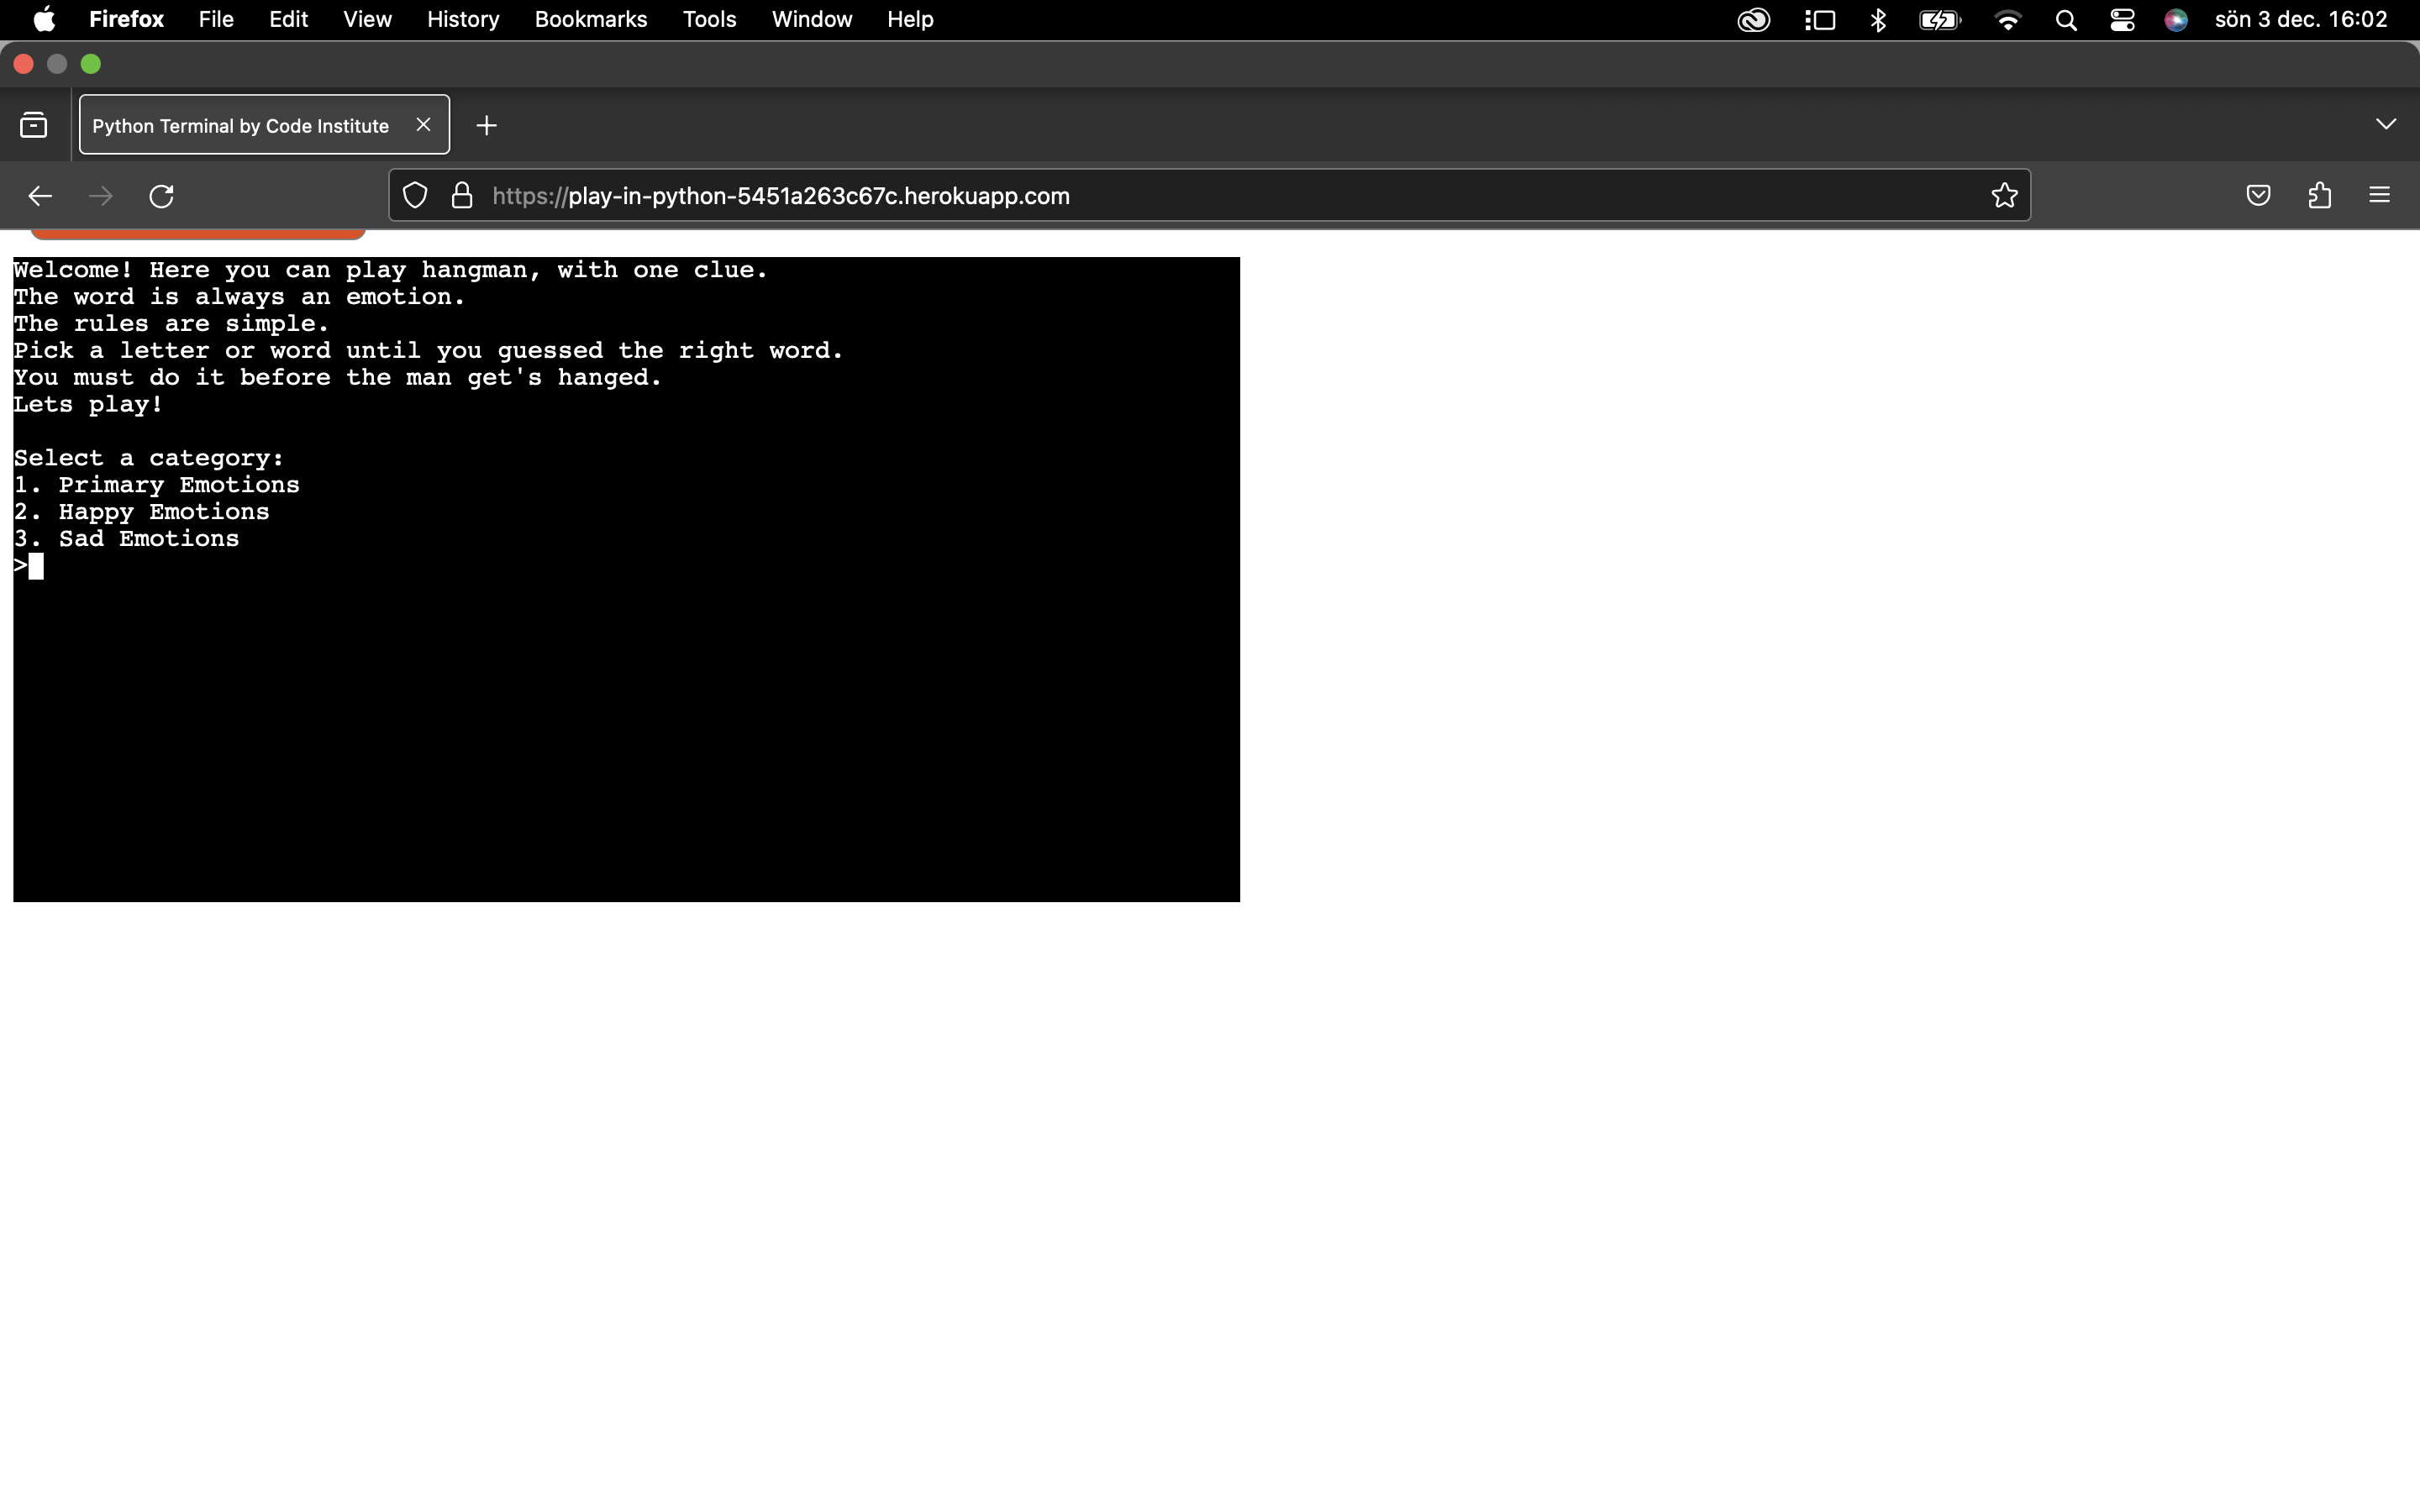 Firefox File Edit View History Bookmarks Tools Window Help sön 3 dec. 16:02
Python Terminal by Code Institute
https://play-in-python-5451a263c67c.herokuapp.com
Welcome! Here you can play hangman, with one clue.
The word is always an emotion.
The rules are simple.
Pick a letter or word until you guessed the right word.
You must do it before the man get's hanged.
Lets play!
Select a category:
1. Primary Emotions
2. Happy Emotions
3. Sad Emotions
>